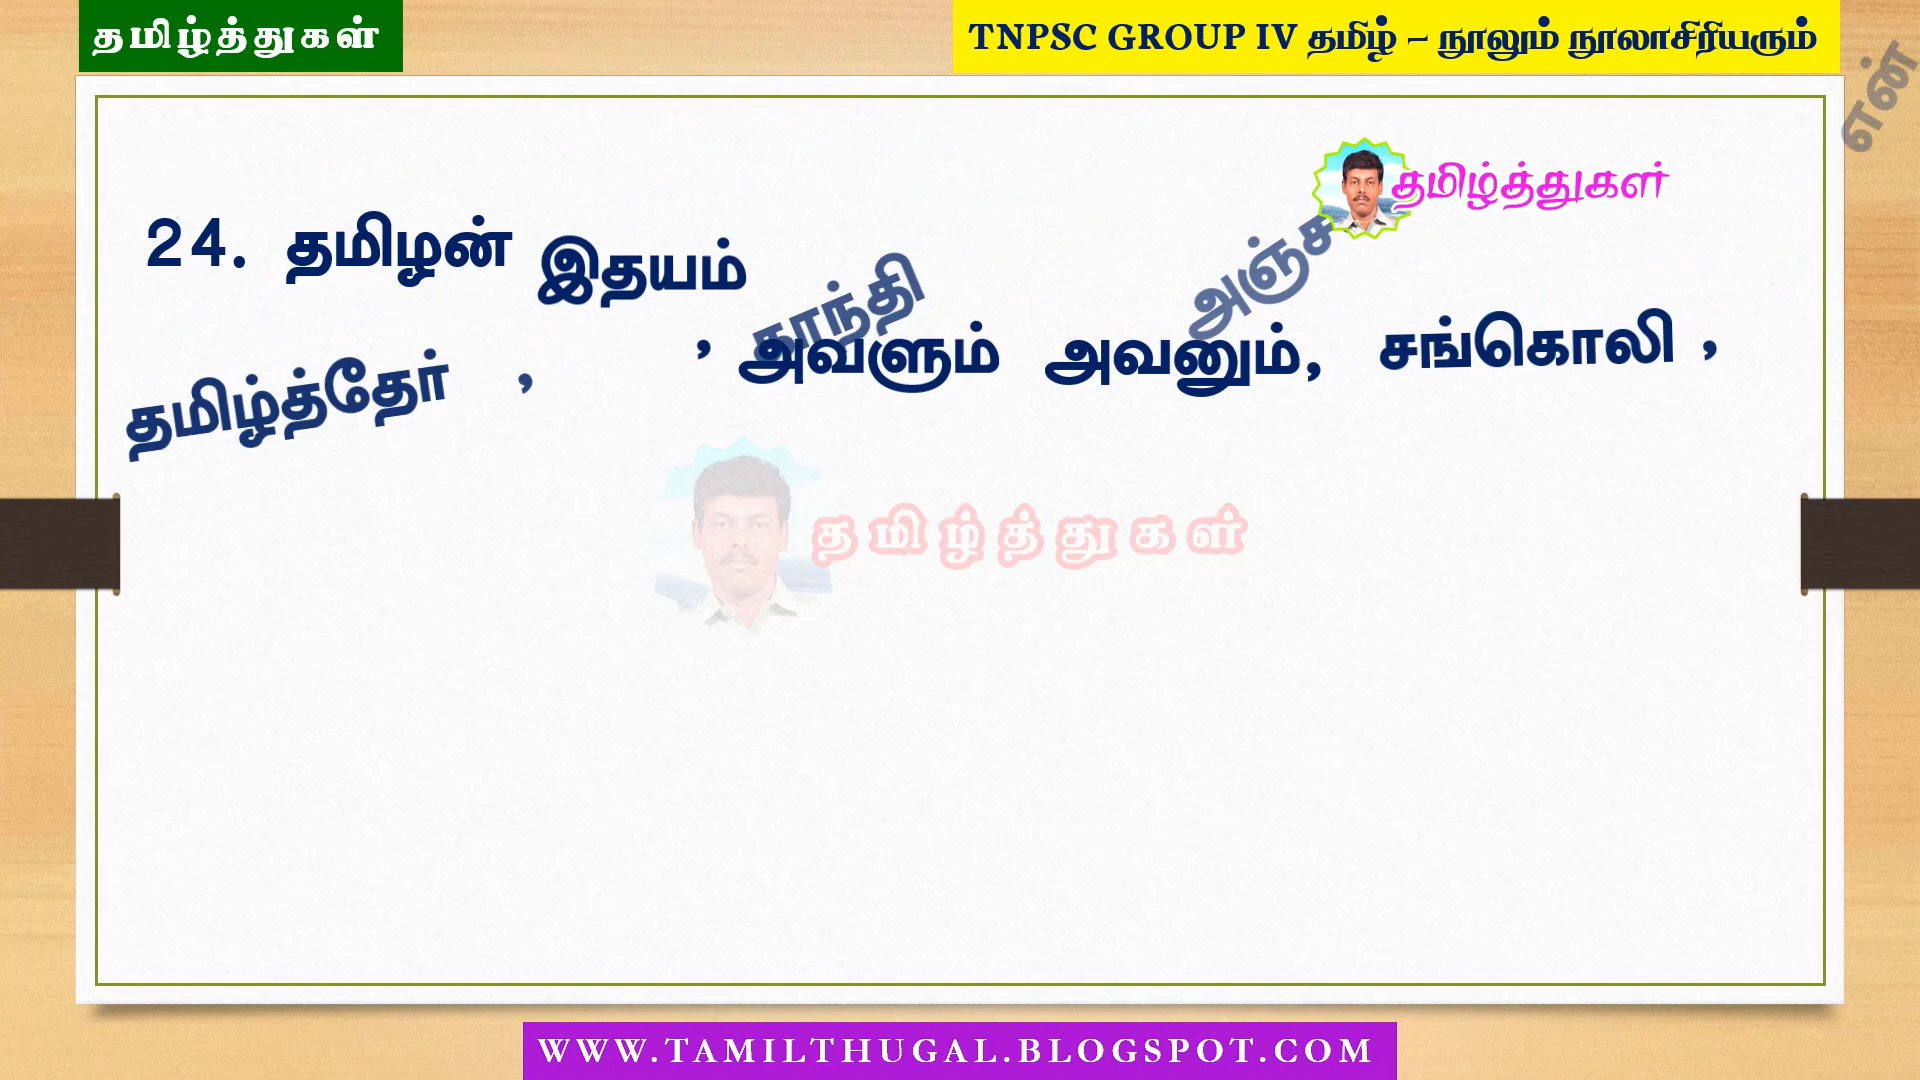 தமிழ்த்துகள்
TNPSC GROUP IV தமிழ் – நூலும் நூலாசிரியரும்
என்
தமிழ்த்துகள்
24. தமிழன் இதயம்
, அவளும் அவனும், சங்கொலி ,
தமிழ்த்தேர் , காந்தி
தமிழ்த்துகள்
WWW.TAMILTHUGAL.BLOGSPOT.COM